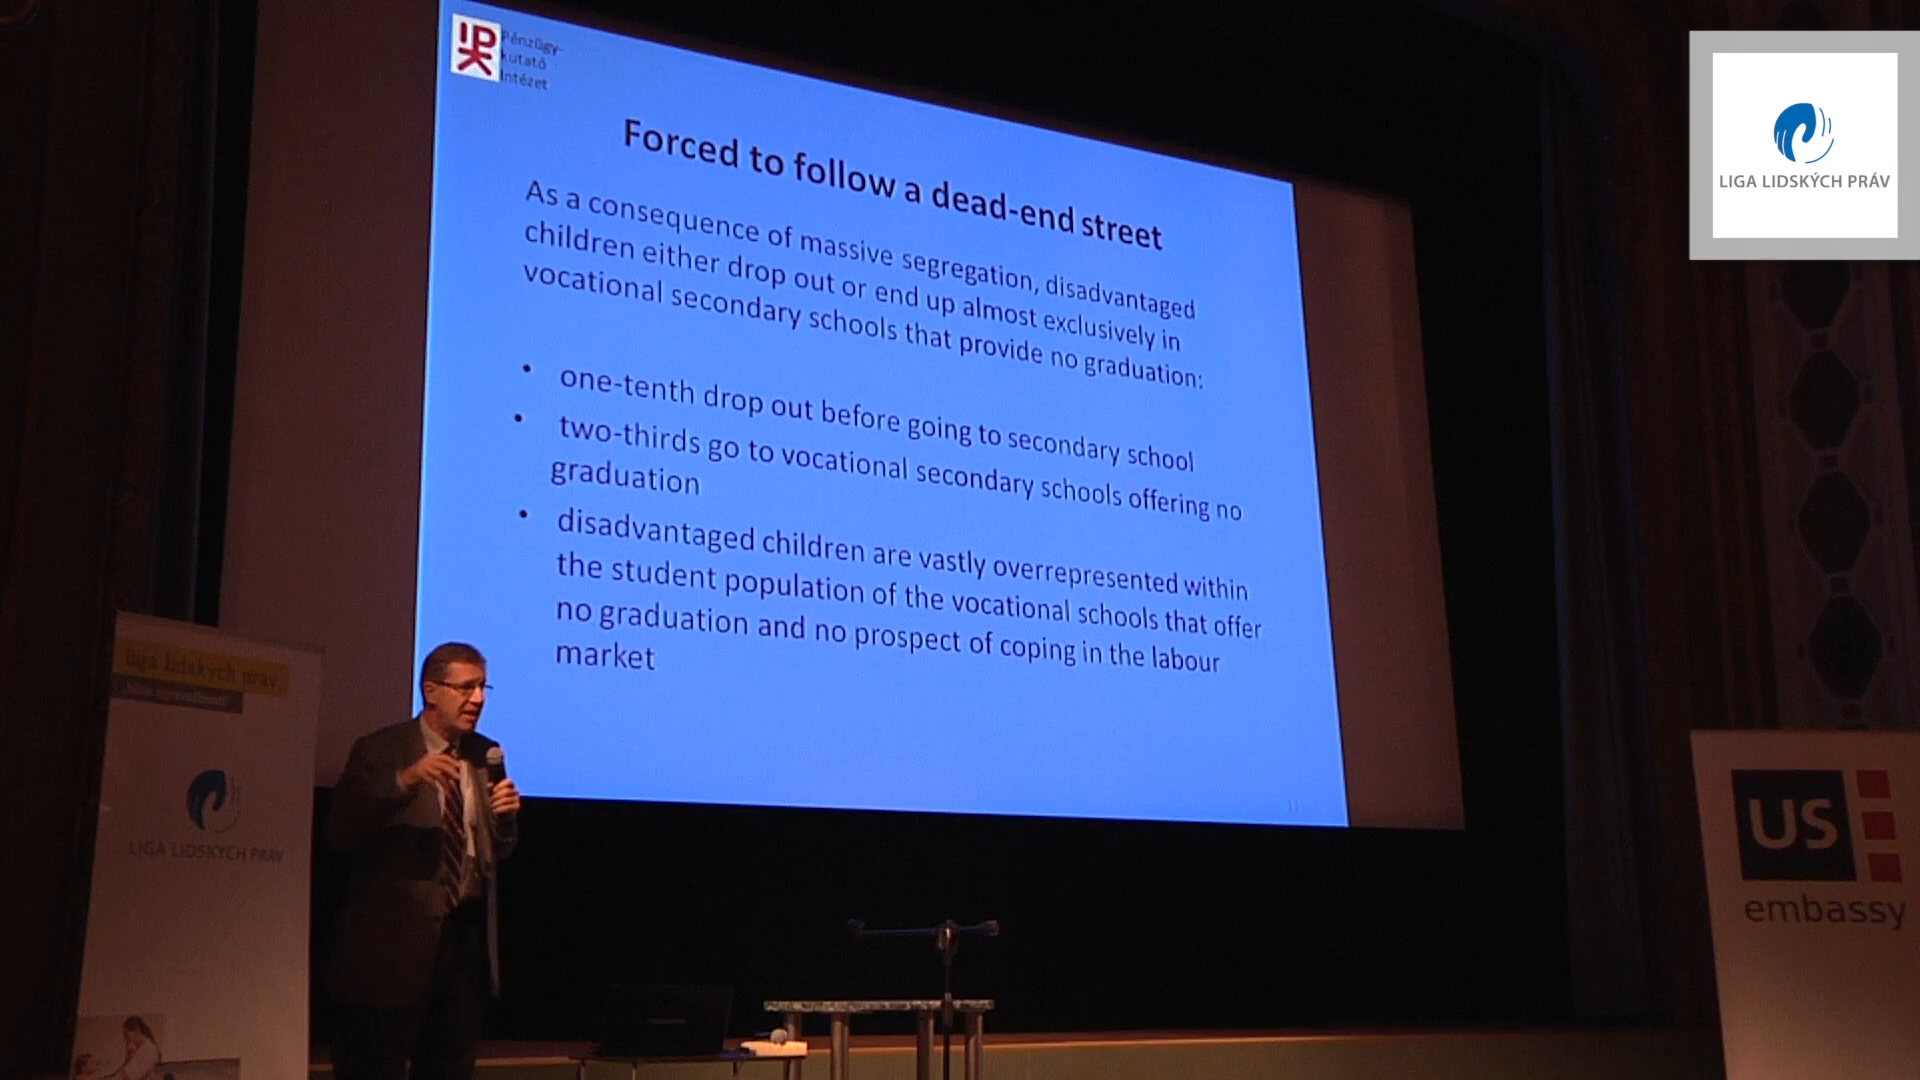 Pénzügy-
kutató
Intézet
Forced to follow a dead-end street
As a consequence of massive segregation, disadvantaged
children either drop out or end up almost exclusively in
vocational secondary schools that provide no graduation:
• one-tenth drop out before going to secondary school
• two-thirds go to vocational secondary schools offering no
graduation
• disadvantaged children are vastly overrepresented within
the student population of the vocational schools that offer
no graduation and no prospect of coping in the labour
market
LIGA LIDSKÝCH PRÁV
liga lidských práv
LIGA LIDSKÝCH PRÁV
US
embassy